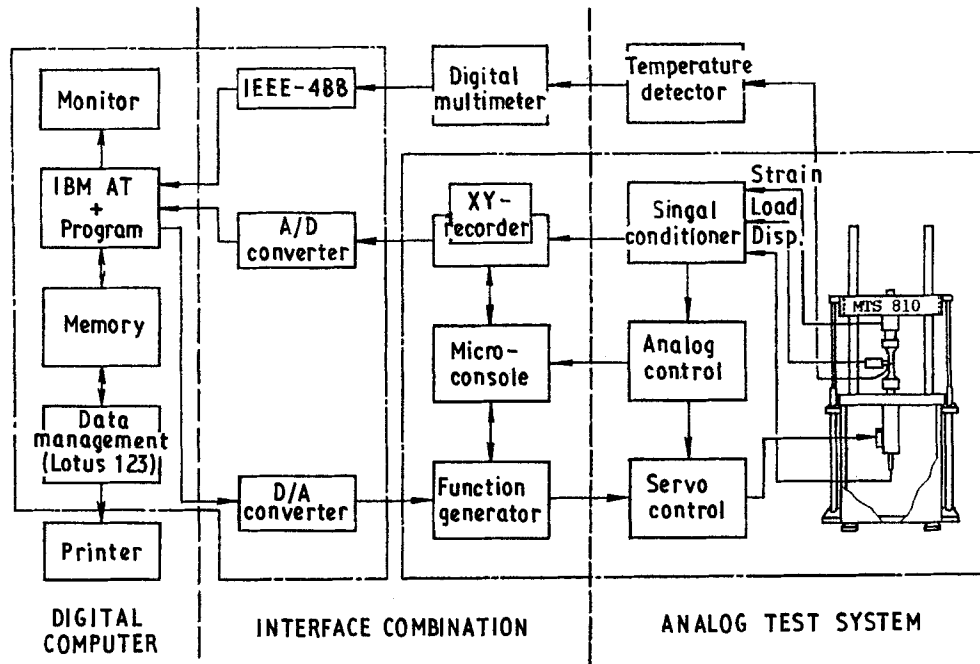 Monitor
IEEE-488
Digital
multimeter
Temperature
detector
IBM AT
+
Program
A/D
converter
XY-
recorder
Singal
conditioner
Strain
Load
Disp.
MTS 810
Memory
Micro-
console
Analog
control
Data
management
(Lotus 123)
D/A
converter
Function
generator
Servo
control
Printer
DIGITAL
COMPUTER
INTERFACE COMBINATION
ANALOG TEST SYSTEM